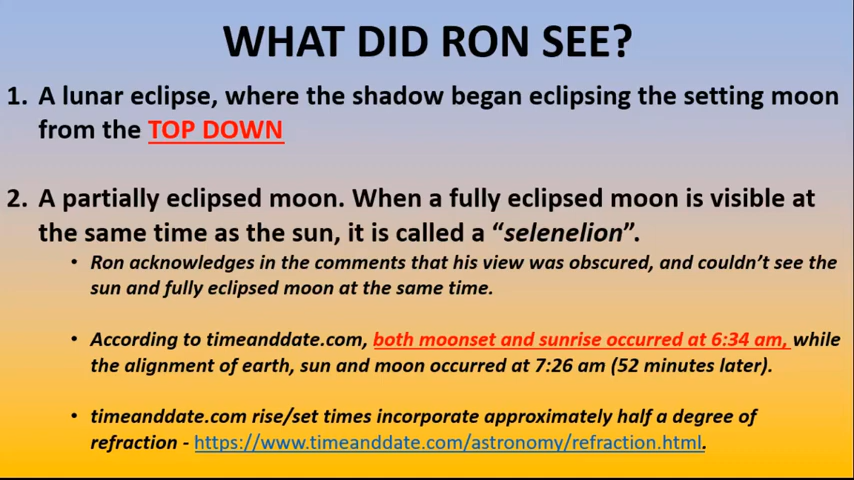 WHAT DID RON SEE?
1. A lunar eclipse, where the shadow began eclipsing the setting moon
from the TOP DOWN
2. A partially eclipsed moon. When a fully eclipsed moon is visible at
the same time as the sun, it is called a “selenelion”.
• Ron acknowledges in the comments that his view was obscured, and couldn’t see the
sun and fully eclipsed moon at the same time.
• According to timeanddate.com, both moonset and sunrise occurred at 6:34 am, while
the alignment of earth, sun and moon occurred at 7:26 am (52 minutes later).
• timeanddate.com rise/set times incorporate approximately half a degree of
refraction - https://www.timeanddate.com/astronomy/refraction.html.